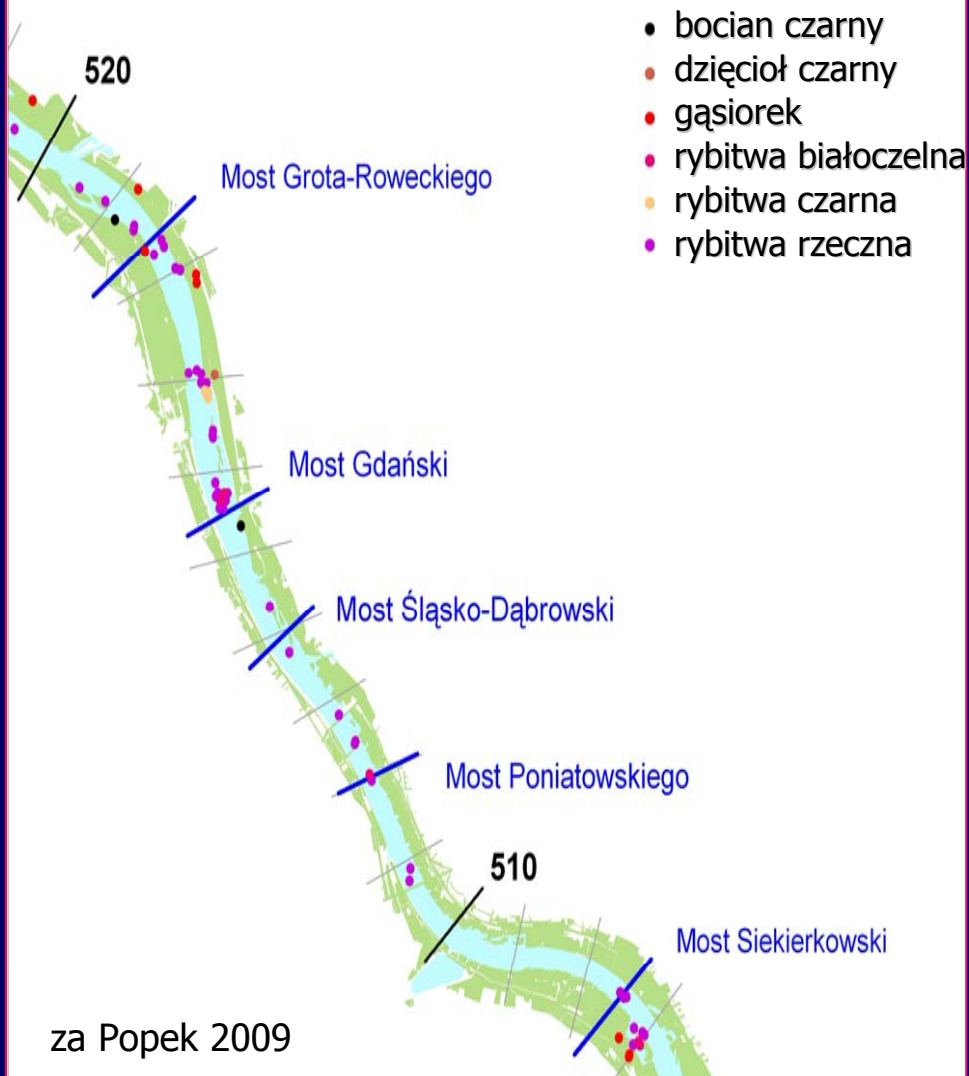 bocian czarny
dzięcioł czarny
gąsiorek
rybitwa białoczelna
rybitwa czarna
rybitwa rzeczna
520
Most Grota-Roweckiego
Most Gdański
Most Śląsko-Dąbrowski
Most Poniatowskiego
510
Most Siekierkowski
za Popek 2009